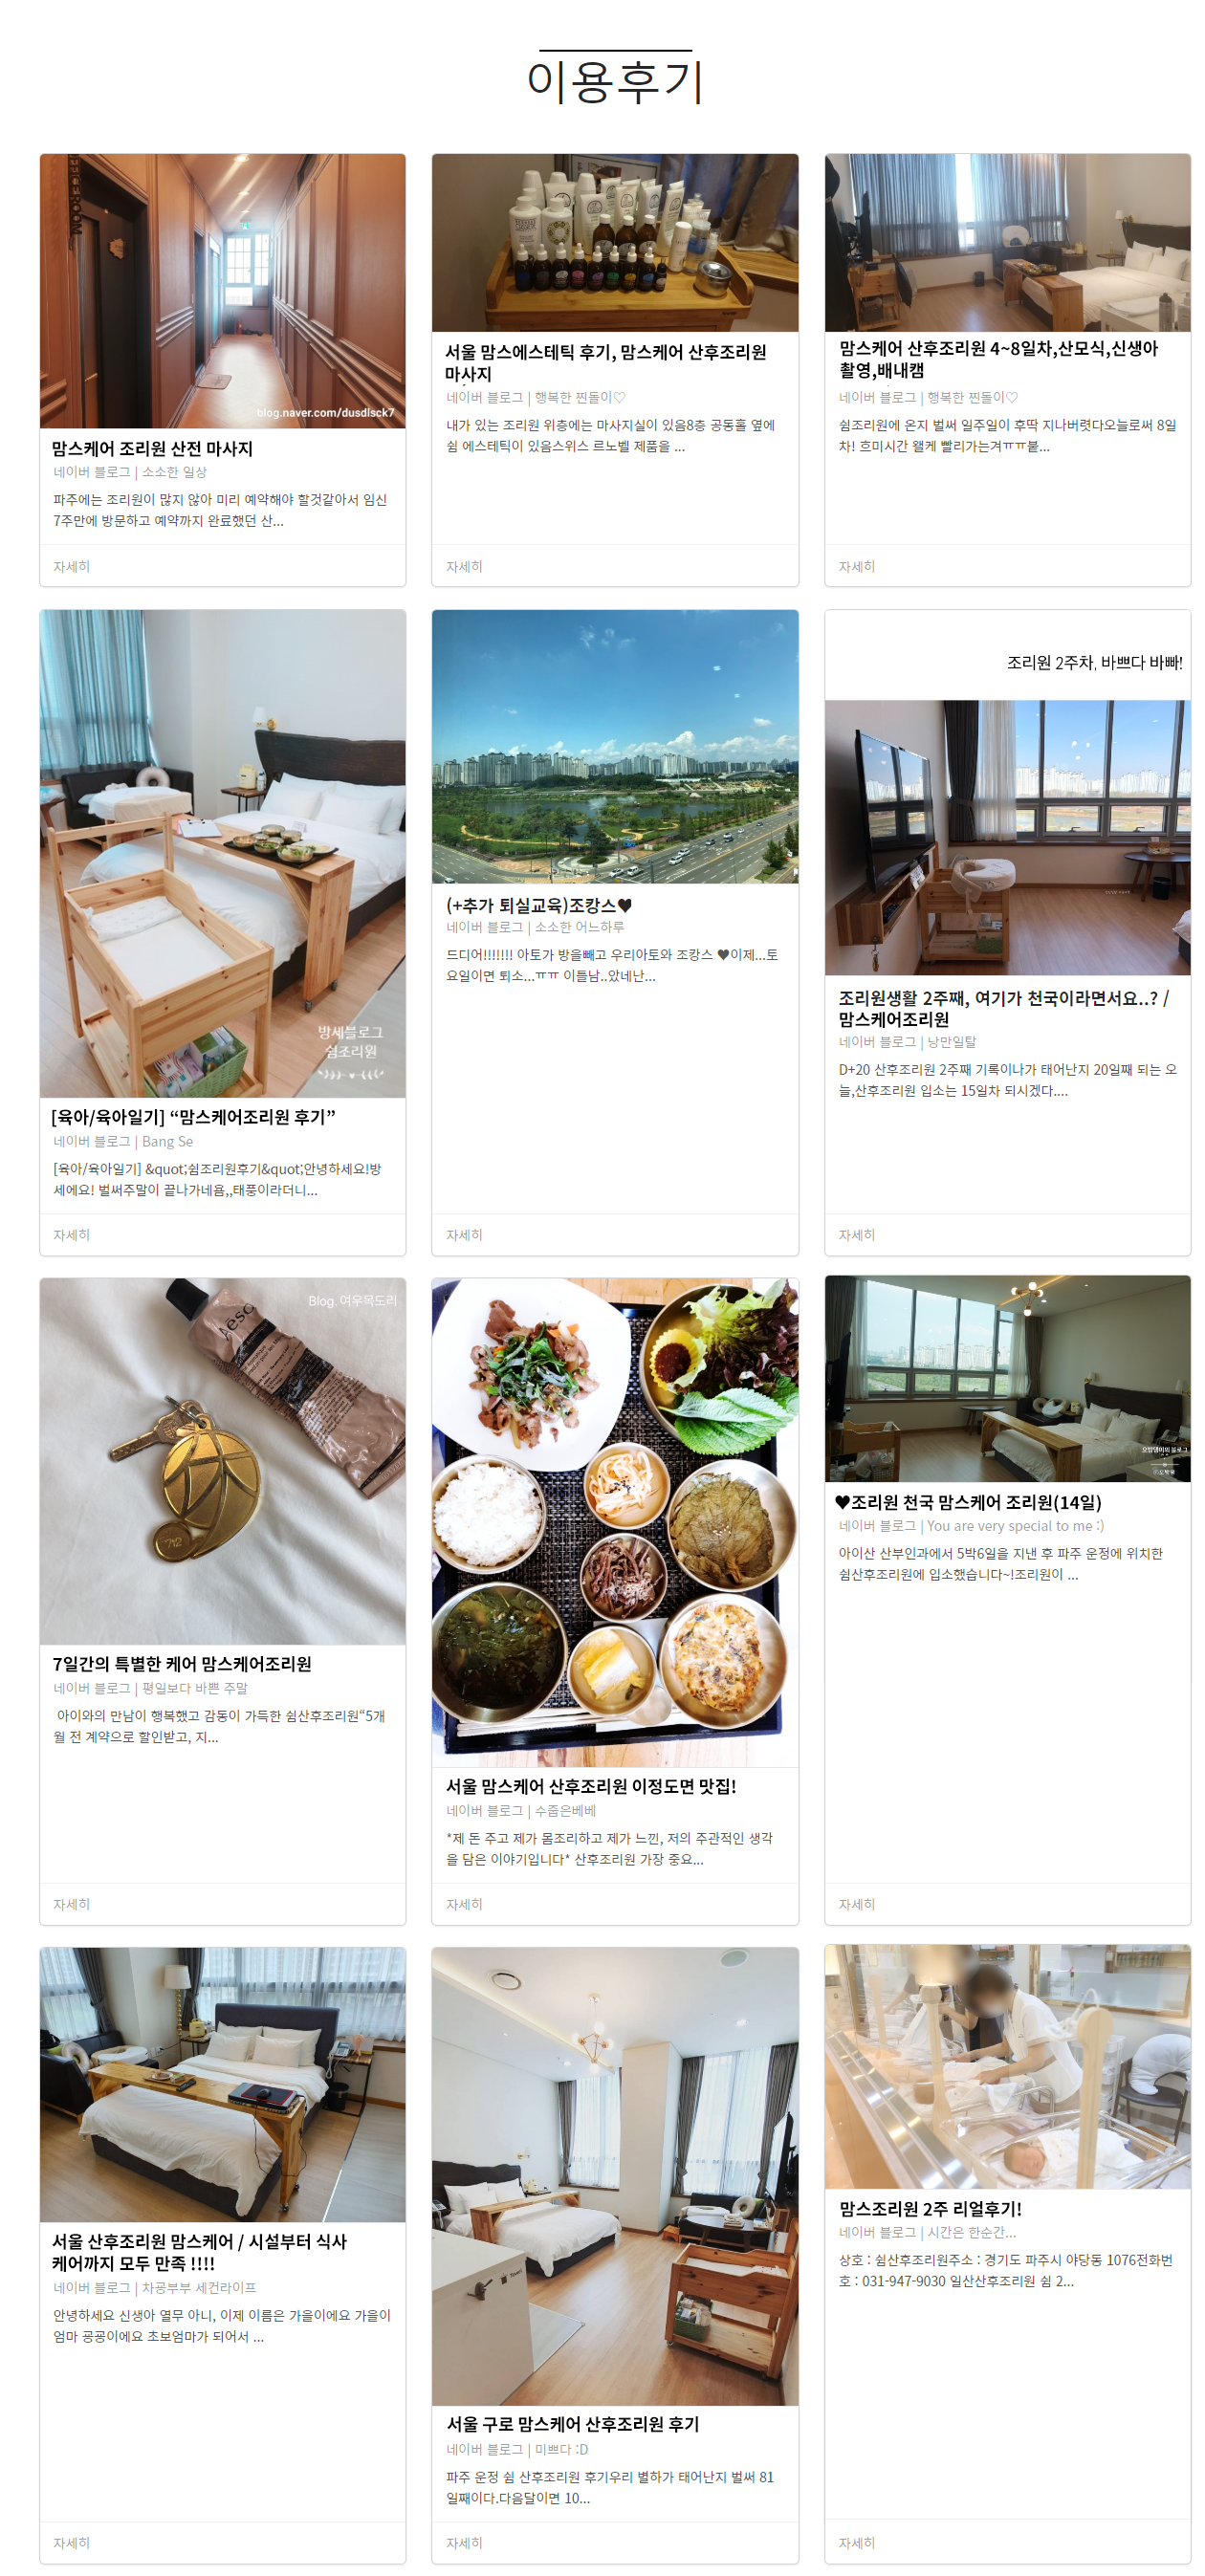 이용후기
OFFICE ROOM
blog.naver.com/dusdlsck7
맘스케어 조리원 산전 마사지
네이버 블로그 | 소소한 일상
파주에는 조리원이 많지 않아 미리 예약해야 할것같아서 임신
7주만에 방문하고 예약까지 완료했던 산...
자세히
서울 맘스에스테틱 후기, 맘스케어 산후조리원
마사지
네이버 블로그 | 행복한 찐돌이♡
내가 있는 조리원 위층에는 마사지실이 있음8층 공동홀 옆에
쉼 에스테틱이 있음스위스 르노벨 제품을 ...
자세히
맘스케어 산후조리원 4~8일차,산모식,신생아
촬영,배내캠
네이버 블로그 | 행복한 찐돌이♡
쉼조리원에 온지 벌써 일주일이 후딱 지나버렷다오늘로써 8일
차! 흐미시간 왤케 빨리가는겨ㅠㅠ붙...
자세히
방세블로그
쉼조리원
[육아/육아일기] “맘스케어조리원 후기”
네이버 블로그 | Bang Se
[육아/육아일기] &quot;쉼조리원후기&quot;안녕하세요!방
세에요! 벌써주말이 끝나가네욤,,태풍이라더니...
자세히
(+추가 퇴실교육)조캉스♥
네이버 블로그 | 소소한 어느하루
드디어!!!!!!! 아토가 방을빼고 우리아토와 조캉스 ♥이제...토
요일이면 퇴소...ㅠㅠ 이틀남..았네난...
자세히
조리원 2주차, 바쁘다 바빠!
조리원생활 2주째, 여기가 천국이라면서요..? /
맘스케어조리원
네이버 블로그 | 낭만일탈
D+20 산후조리원 2주째 기록이나가 태어난지 20일째 되는 오
늘,산후조리원 입소는 15일차 되시겠다....
자세히
Blog. 여우목도리
Aēsop
712
7일간의 특별한 케어 맘스케어조리원
네이버 블로그 | 평일보다 바쁜 주말
아이와의 만남이 행복했고 감동이 가득한 쉼산후조리원“5개
월 전 계약으로 할인받고, 지...
자세히
서울 맘스케어 산후조리원 이정도면 맛집!
네이버 블로그 | 수줍은베베
*제 돈 주고 제가 몸조리하고 제가 느낀, 저의 주관적인 생각
을 담은 이야기입니다* 산후조리원 가장 중요...
자세히
♥조리원 천국 맘스케어 조리원(14일)
네이버 블로그 | You are very special to me :)
아이산 산부인과에서 5박6일을 지낸 후 파주 운정에 위치한
쉼산후조리원에 입소했습니다~!조리원이 ...
자세히
서울 산후조리원 맘스케어 / 시설부터 식사
케어까지 모두 만족 !!!!
네이버 블로그 | 차공부부 세컨라이프
안녕하세요 신생아 열무 아니, 이제 이름은 가을이에요 가을이
엄마 굥굥이에요 초보엄마가 되어서 ...
자세히
서울 구로 맘스케어 산후조리원 후기
네이버 블로그 | 미쁘다 :D
파주 운정 쉼 산후조리원 후기우리 별하가 태어난지 벌써 81
일째이다.다음달이면 10...
자세히
맘스조리원 2주 리얼후기!
네이버 블로그 | 시간은 한순간...
상호 : 쉼산후조리원주소 : 경기도 파주시 야당동 1076전화번
호 : 031-947-9030 일산산후조리원 쉼 2...
자세히